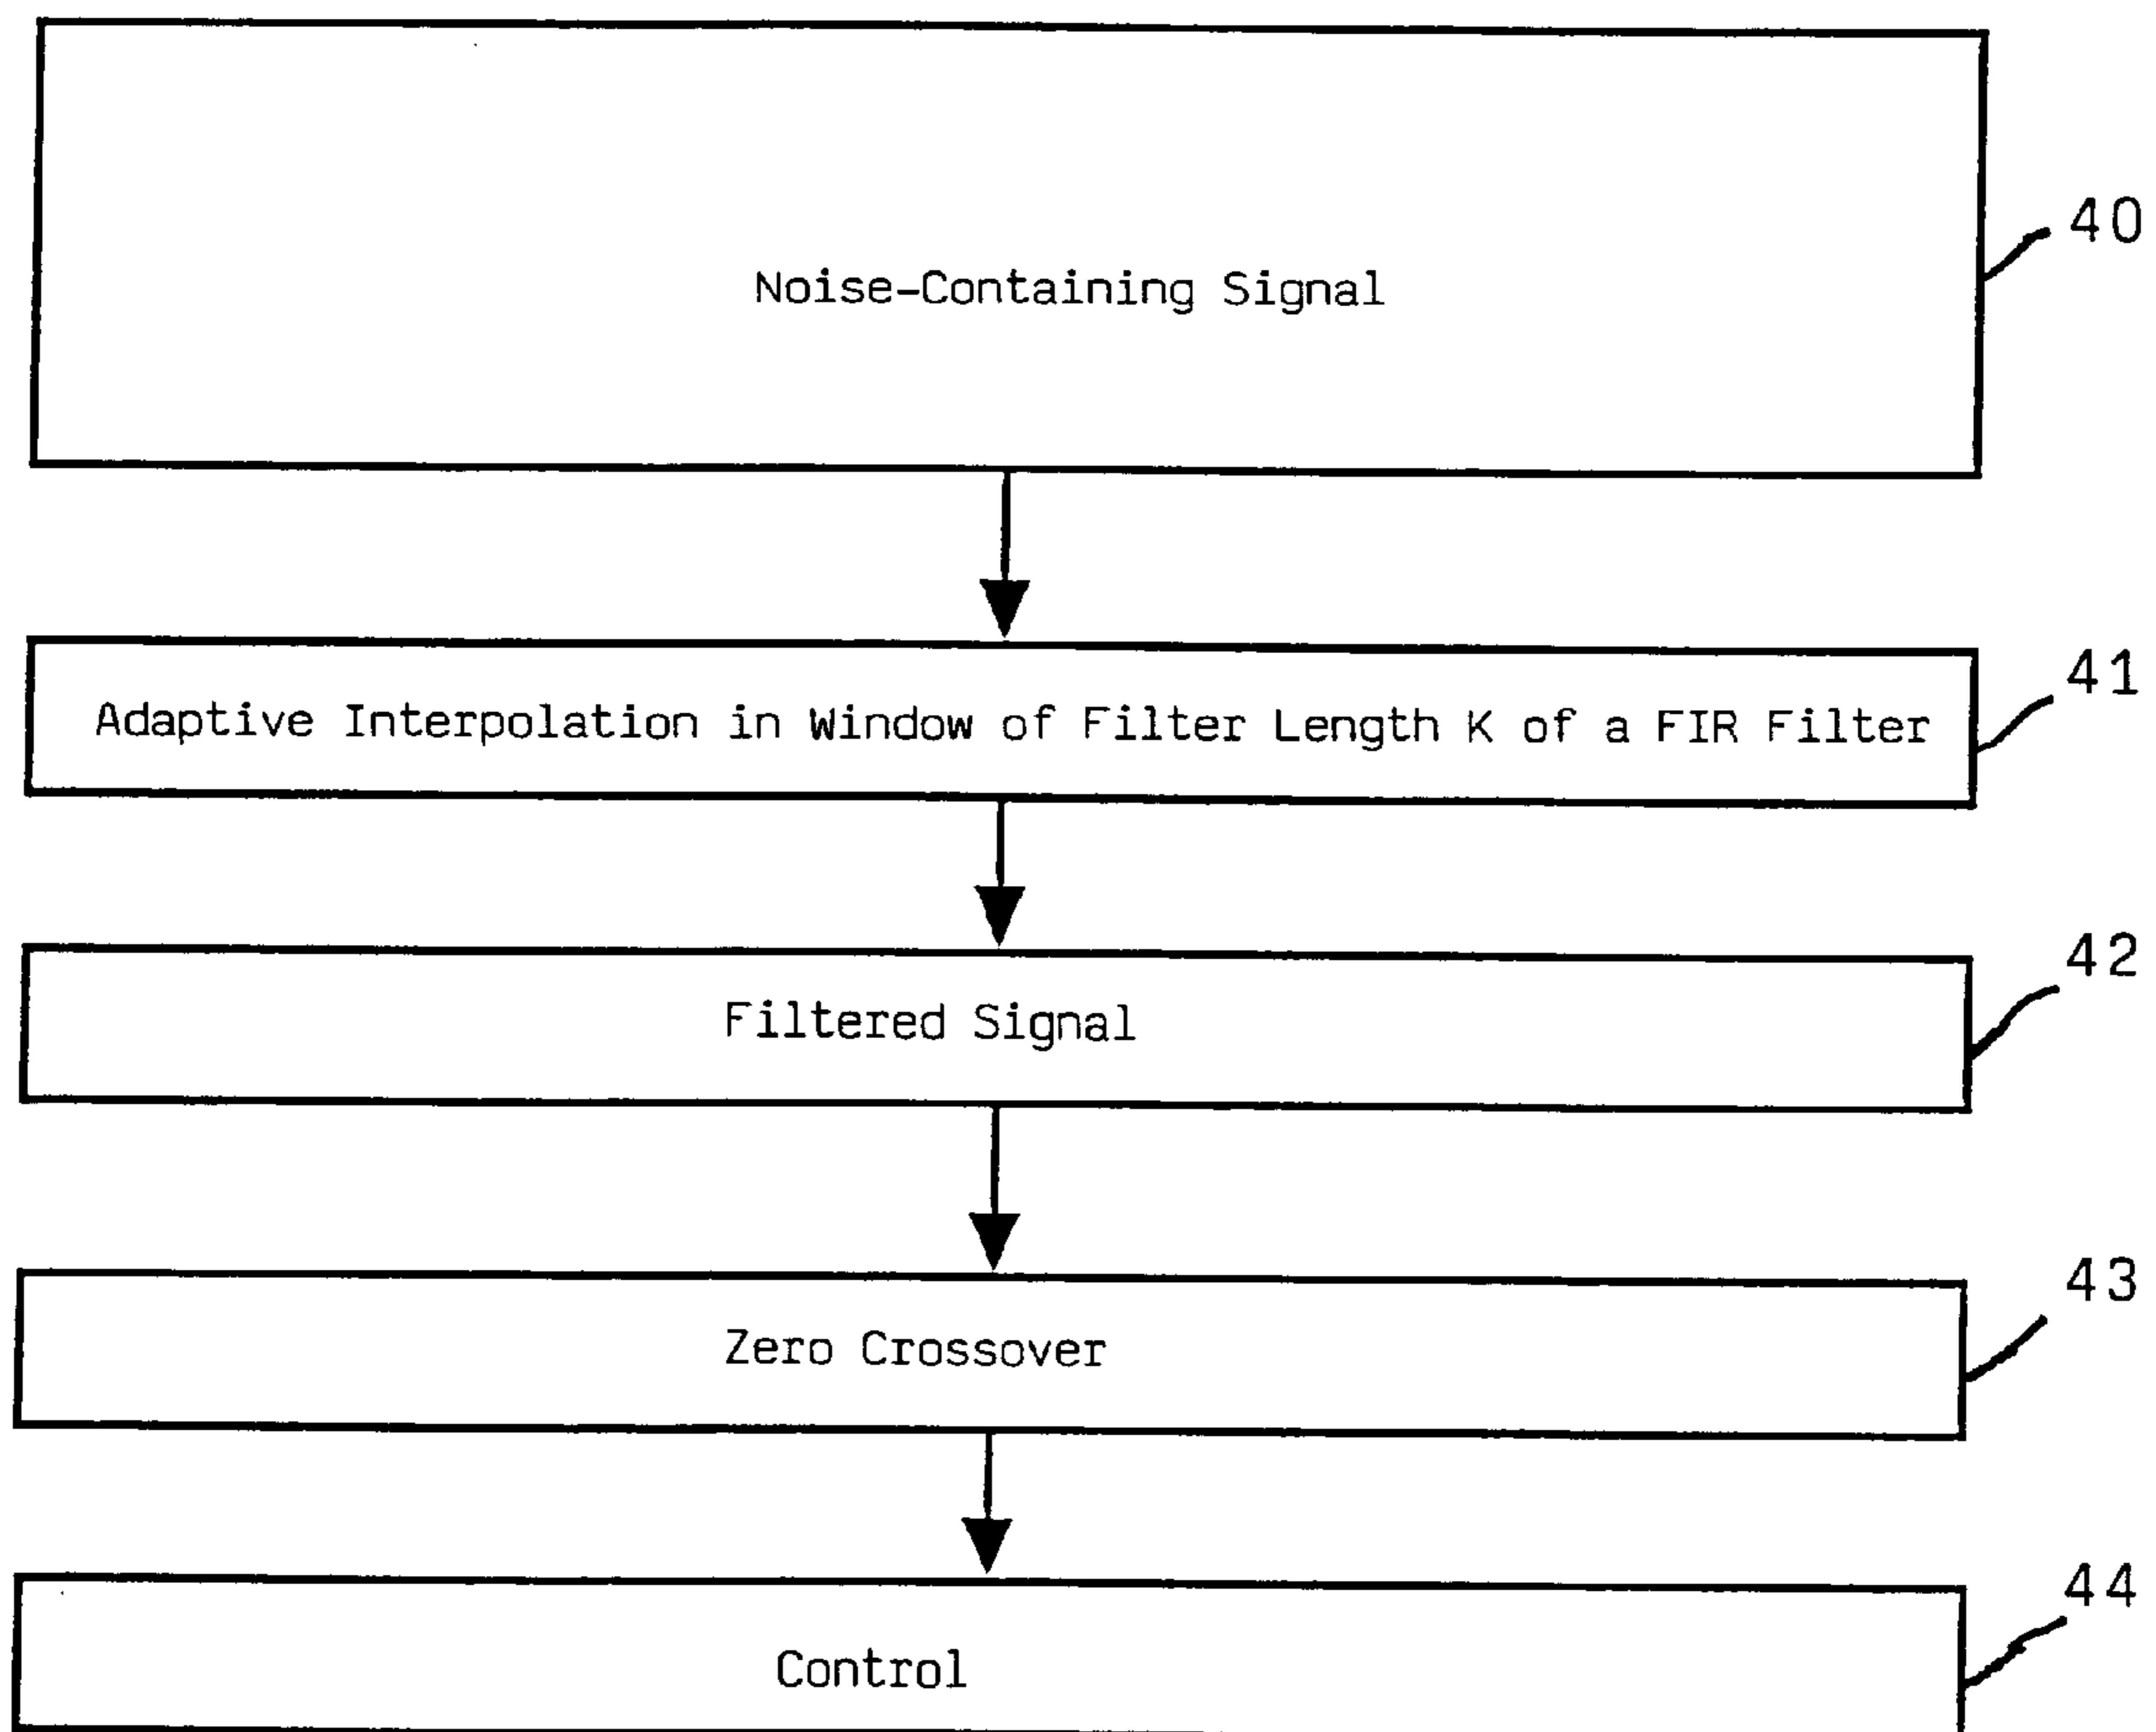 40
Noise-Containing Signal
41
Adaptive Interpolation in Window of Filter Length K of a FIR Filter
42
Filtered Signal
43
Zero Crossover
44
Control